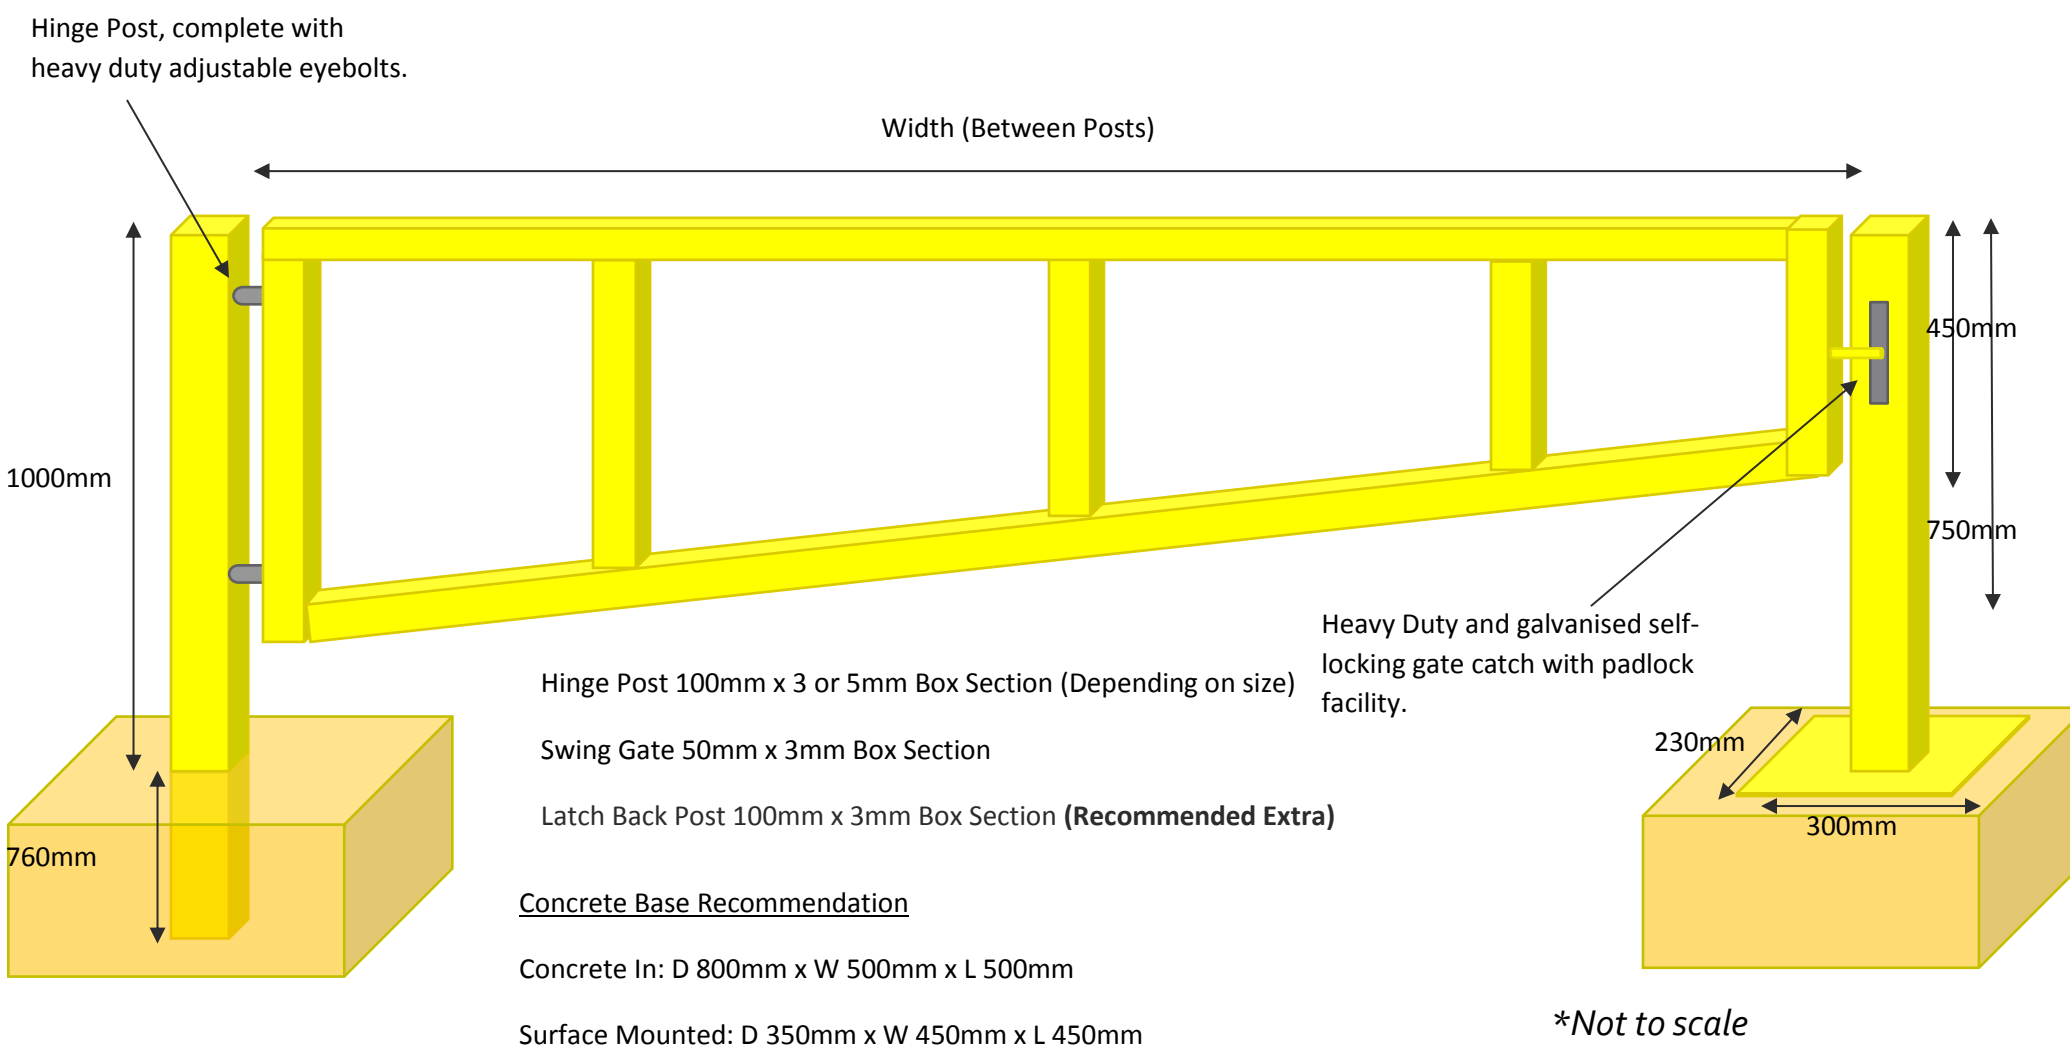 Hinge Post, complete with
heavy duty adjustable eyebolts.
Width (Between Posts)
450mm
1000mm
750mm
Heavy Duty and galvanised self-
locking gate catch with padlock
facility.
Hinge Post 100mm x 3 or 5mm Box Section (Depending on size)
Swing Gate 50mm x 3mm Box Section
230mm
Latch Back Post 100mm x 3mm Box Section (Recommended Extra)
300mm
760mm
Concrete Base Recommendation
Concrete In: D 800mm x W 500mm x L 500mm
Surface Mounted: D 350mm x W 450mm x L 450mm
*Not to scale